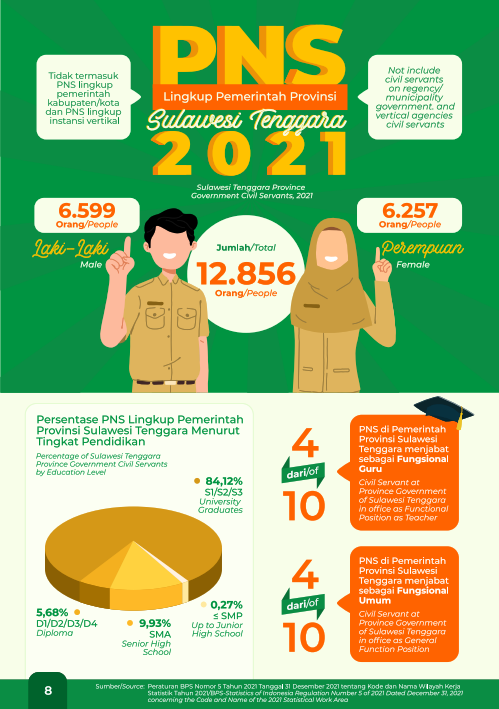 PNS
Lingkup Pemerintah Provinsi
Sulawesi Tenggara
2021
Sulawesi Tenggara Province
Government Civil Servants, 2021
Tidak termasuk
PNS lingkup
pemerintah
kabupaten/kota
dan PNS lingkup
instansi vertikal
Not include
civil servants
on regency/
municipality
government. and
vertical agencies
civil servants
6.599
Orang/People
Laki-Laki
Male
Jumlah/Total
12.856
Orang/People
6.257
Orang/People
Perempuan
Female
Persentase PNS Lingkup Pemerintah
Provinsi Sulawesi Tenggara Menurut
Tingkat Pendidikan
Percentage of Sulawesi Tenggara
Province Government Civil Servants
by Education Level
84,12%
S1/S2/S3
University
Graduates
5,68%
D1/D2/D3/D4
Diploma
9,93%
SMA
Senior High
School
0,27%
≤ SMP
Up to Junior
High School
4
dari/of
10
PNS di Pemerintah
Provinsi Sulawesi
Tenggara menjabat
sebagai Fungsional
Guru
Civil Servant at
Province Government
of Sulawesi Tenggara
in office as Functional
Position as Teacher
4
dari/of
10
PNS di Pemerintah
Provinsi Sulawesi
Tenggara menjabat
sebagai Fungsional
Umum
Civil Servant at
Province Government
of Sulawesi Tenggara
in office as General
Function Position
8
Sumber/Source: Peraturan BPS Nomor 5 Tahun 2021 Tanggal 31 Desember 2021 tentang Kode dan Nama Wilayah Kerja
Statistik Tahun 2021/BPS-Statistics of Indonesia Regulation Number 5 of 2021 Dated December 31, 2021
concerning the Code and Name of the 2021 Statistical Work Area